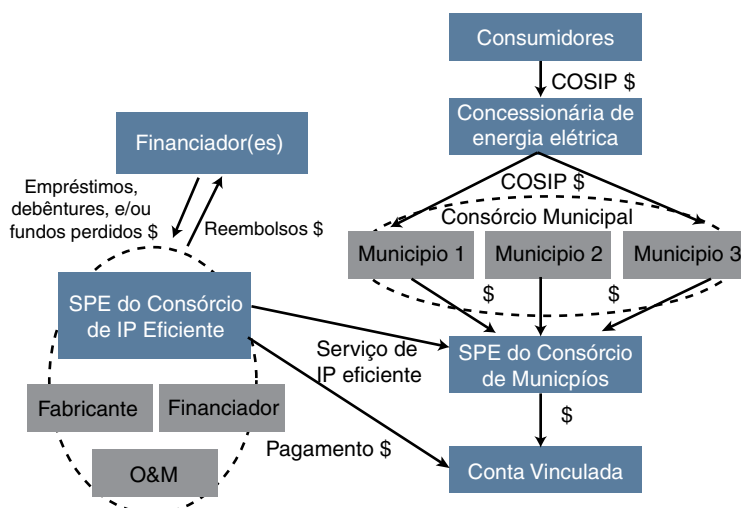 Consumidores
COSIP $
Concessionária de
energia elétrica
Financiador(es)
COSIP $
Empréstimos,
debêntures, e/ou
fundos perdidos $
Reembolsos $
Consórcio Municipal
Municipio 1
Municipio 2
Municipio 3
$
$
SPE do Consórcio
de IP Eficiente
Serviço de
IP eficiente
SPE do Consórcio
de Municpíos
Fabricante
Financiador
$
Pagamento $
O&M
Conta Vinculada